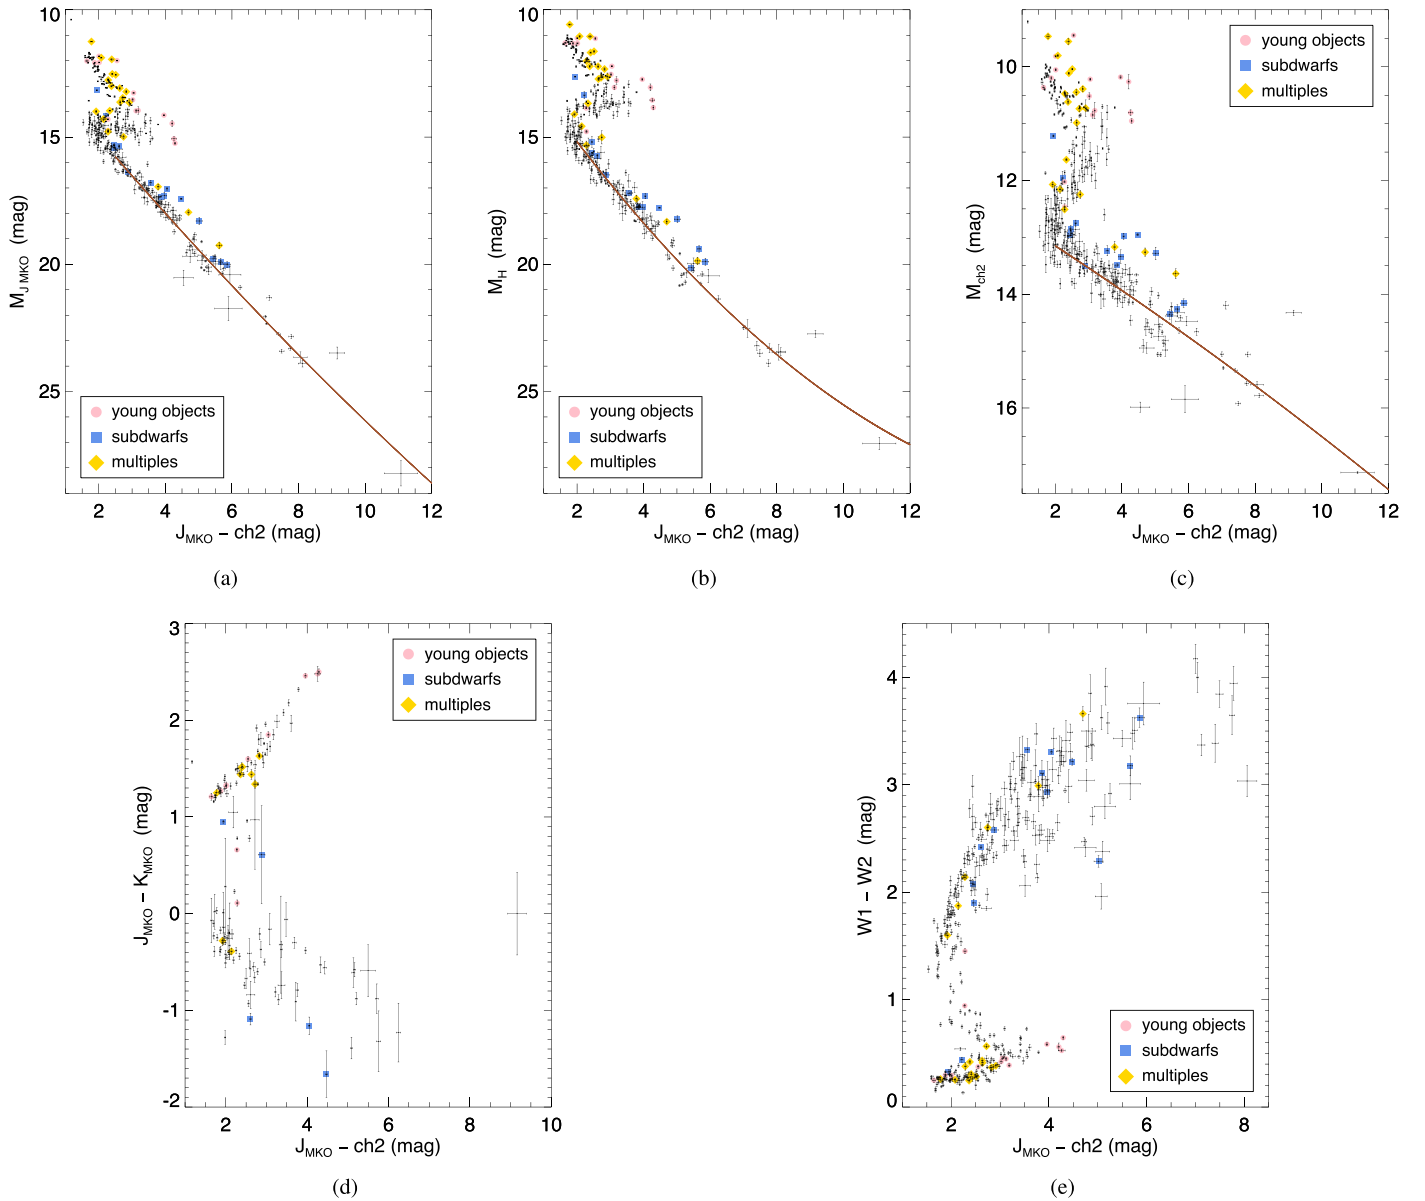 10
15
20
25
M_J MKO (mag)
2 4 6 8 10 12
J_MKO − ch2 (mag)
young objects
subdwarfs
multiples
(a)
10
15
20
25
M_H (mag)
2 4 6 8 10 12
J_MKO − ch2 (mag)
young objects
subdwarfs
multiples
(b)
10
12
14
16
M_ch2 (mag)
2 4 6 8 10 12
J_MKO − ch2 (mag)
young objects
subdwarfs
multiples
(c)
3
2
1
0
-1
-2
J_MKO − K_MKO (mag)
2 4 6 8 10
J_MKO − ch2 (mag)
young objects
subdwarfs
multiples
(d)
4
3
2
1
0
W1 − W2 (mag)
2 4 6 8
J_MKO − ch2 (mag)
young objects
subdwarfs
multiples
(e)